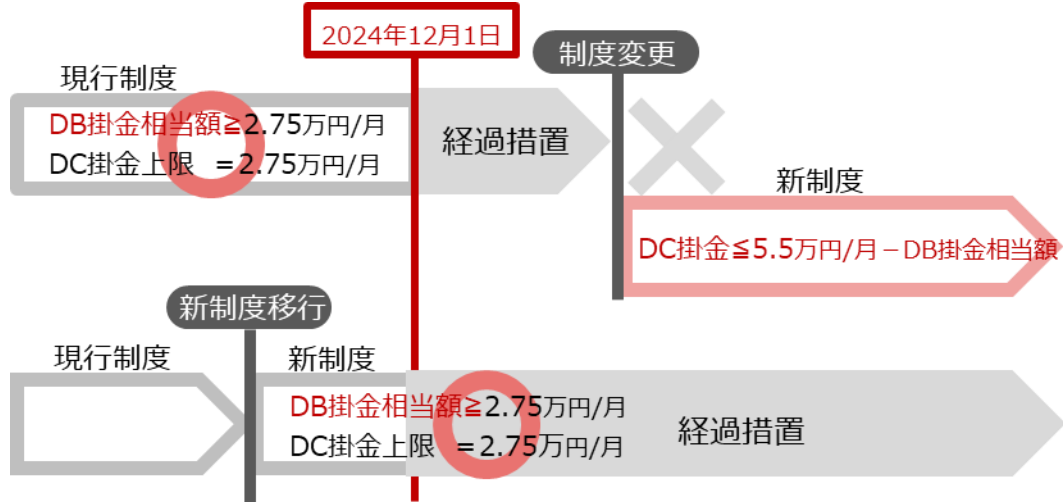 2024年12月1日
制度変更
現行制度
DB掛金相当額≧2.75万円/月
DC掛金上限 =2.75万円/月
経過措置
新制度
DC掛金≦5.5万円/月－DB掛金相当額
新制度移行
現行制度
新制度
DB掛金相当額≧2.75万円/月
DC掛金上限 =2.75万円/月
経過措置